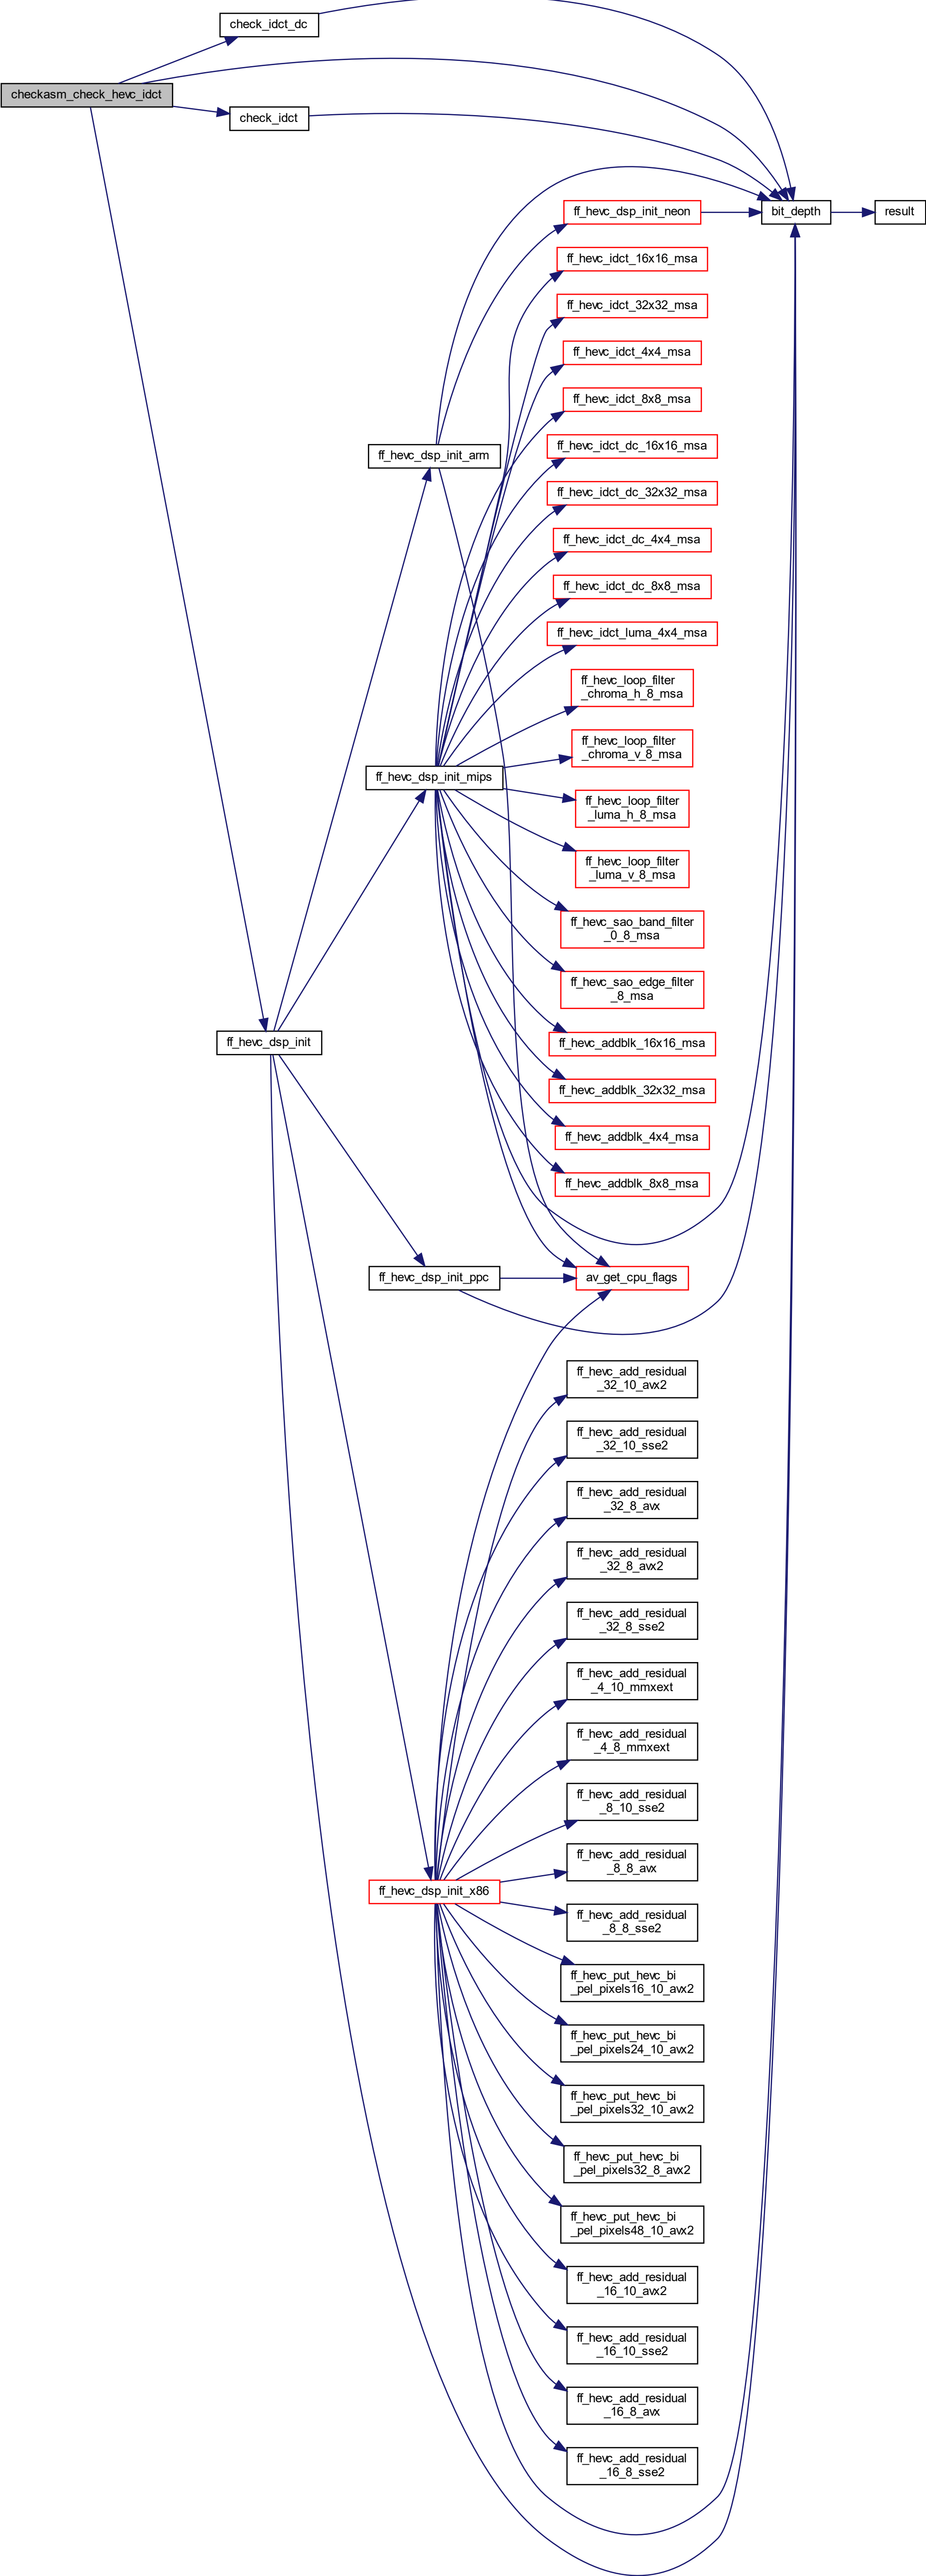 check_idct_dc
checkasm_check_hevc_idct
check_idct
ff_hevc_dsp_init_neon
bit_depth
result
ff_hevc_idct_16x16_msa
ff_hevc_idct_32x32_msa
ff_hevc_idct_4x4_msa
ff_hevc_idct_8x8_msa
ff_hevc_dsp_init_arm
ff_hevc_idct_dc_16x16_msa
ff_hevc_idct_dc_32x32_msa
ff_hevc_idct_dc_4x4_msa
ff_hevc_idct_dc_8x8_msa
ff_hevc_idct_luma_4x4_msa
ff_hevc_loop_filter
_chroma_h_8_msa
ff_hevc_loop_filter
_chroma_v_8_msa
ff_hevc_dsp_init_mips
ff_hevc_loop_filter
_luma_h_8_msa
ff_hevc_loop_filter
_luma_v_8_msa
ff_hevc_sao_band_filter
_0_8_msa
ff_hevc_sao_edge_filter
_8_msa
ff_hevc_dsp_init
ff_hevc_addblk_16x16_msa
ff_hevc_addblk_32x32_msa
ff_hevc_addblk_4x4_msa
ff_hevc_addblk_8x8_msa
ff_hevc_dsp_init_ppc
av_get_cpu_flags
ff_hevc_add_residual
_32_10_avx2
ff_hevc_add_residual
_32_10_sse2
ff_hevc_add_residual
_32_8_avx
ff_hevc_add_residual
_32_8_avx2
ff_hevc_add_residual
_32_8_sse2
ff_hevc_add_residual
_4_10_mmxext
ff_hevc_add_residual
_4_8_mmxext
ff_hevc_add_residual
_8_10_sse2
ff_hevc_add_residual
_8_8_avx
ff_hevc_dsp_init_x86
ff_hevc_add_residual
_8_8_sse2
ff_hevc_put_hevc_bi
_pel_pixels16_10_avx2
ff_hevc_put_hevc_bi
_pel_pixels24_10_avx2
ff_hevc_put_hevc_bi
_pel_pixels32_10_avx2
ff_hevc_put_hevc_bi
_pel_pixels32_8_avx2
ff_hevc_put_hevc_bi
_pel_pixels48_10_avx2
ff_hevc_add_residual
_16_10_avx2
ff_hevc_add_residual
_16_10_sse2
ff_hevc_add_residual
_16_8_avx
ff_hevc_add_residual
_16_8_sse2